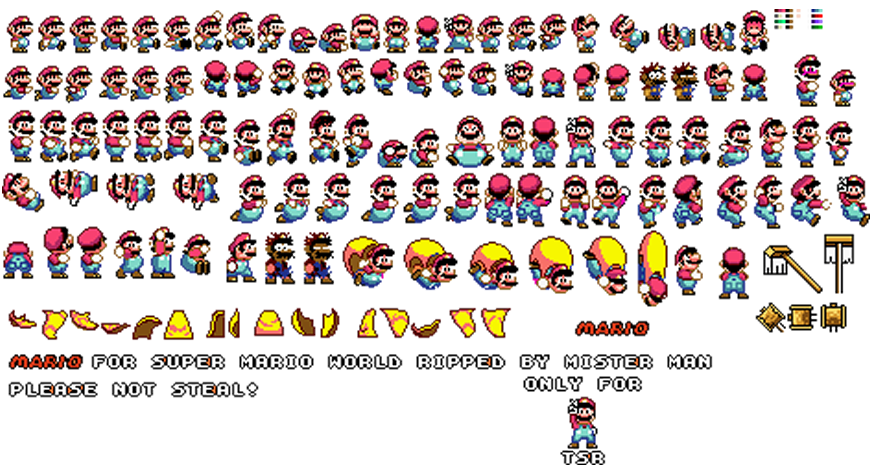 MARIO
MARIO FOR SUPER MARIO WORLD RIPPED BY MISTER MAN
PLEASE NOT STEAL!
ONLY FOR
TSR